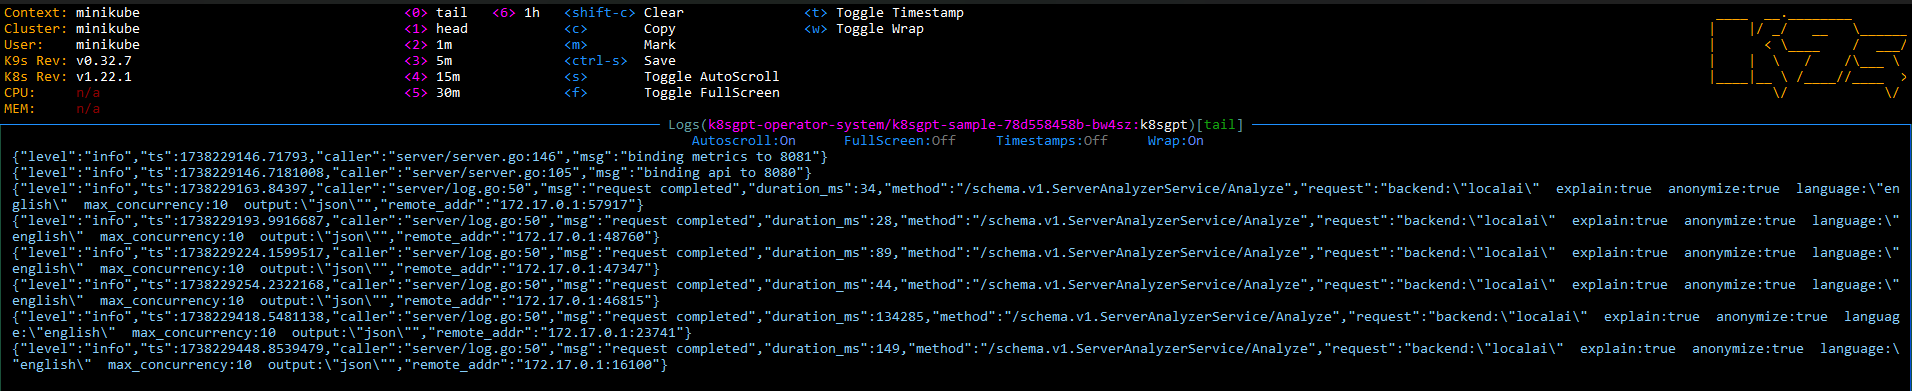 Context: minikube <0> tail <6> 1h <shift-c> Clear <t> Toggle Timestamp
Cluster: minikube <1> head <c> Copy <w> Toggle Wrap
User: minikube <2> 1m <m> Mark
K9s Rev: v0.32.7 <3> 5m <ctrl-s> Save
K8s Rev: v1.22.1 <4> 15m <s> Toggle AutoScroll
CPU: n/a <5> 30m <f> Toggle FullScreen
MEM: n/a
K9s
Logs(k8sgpt-operator-system/k8sgpt-sample-78d558458b-bw4sz:k8sgpt)[tail]
Autoscroll:On FullScreen:Off Timestamps:Off Wrap:On
{"level":"info","ts":1738229146.71793,"caller":"server/server.go:146","msg":"binding metrics to 8081"}
{"level":"info","ts":1738229146.7181008,"caller":"server/server.go:105","msg":"binding api to 8080"}
{"level":"info","ts":1738229163.84397,"caller":"server/log.go:50","msg":"request completed","duration_ms":34,"method":"/schema.v1.ServerAnalyzerService/Analyze","request":"backend:\"localai\"  explain:true  anonymize:true  language:\"en
glish\"  max_concurrency:10  output:\"json\"","remote_addr":"172.17.0.1:57917"}
{"level":"info","ts":1738229193.9916687,"caller":"server/log.go:50","msg":"request completed","duration_ms":28,"method":"/schema.v1.ServerAnalyzerService/Analyze","request":"backend:\"localai\"  explain:true  anonymize:true  language:\"
english\"  max_concurrency:10  output:\"json\"","remote_addr":"172.17.0.1:48760"}
{"level":"info","ts":1738229224.1599517,"caller":"server/log.go:50","msg":"request completed","duration_ms":89,"method":"/schema.v1.ServerAnalyzerService/Analyze","request":"backend:\"localai\"  explain:true  anonymize:true  language:\"
english\"  max_concurrency:10  output:\"json\"","remote_addr":"172.17.0.1:47347"}
{"level":"info","ts":1738229254.2322168,"caller":"server/log.go:50","msg":"request completed","duration_ms":44,"method":"/schema.v1.ServerAnalyzerService/Analyze","request":"backend:\"localai\"  explain:true  anonymize:true  language:\"
english\"  max_concurrency:10  output:\"json\"","remote_addr":"172.17.0.1:46815"}
{"level":"info","ts":1738229418.5481138,"caller":"server/log.go:50","msg":"request completed","duration_ms":134285,"method":"/schema.v1.ServerAnalyzerService/Analyze","request":"backend:\"localai\"  explain:true  anonymize:true  languag
e:\"english\"  max_concurrency:10  output:\"json\"","remote_addr":"172.17.0.1:23741"}
{"level":"info","ts":1738229448.8539479,"caller":"server/log.go:50","msg":"request completed","duration_ms":149,"method":"/schema.v1.ServerAnalyzerService/Analyze","request":"backend:\"localai\"  explain:true  anonymize:true  language:\
"english\"  max_concurrency:10  output:\"json\"","remote_addr":"172.17.0.1:16100"}